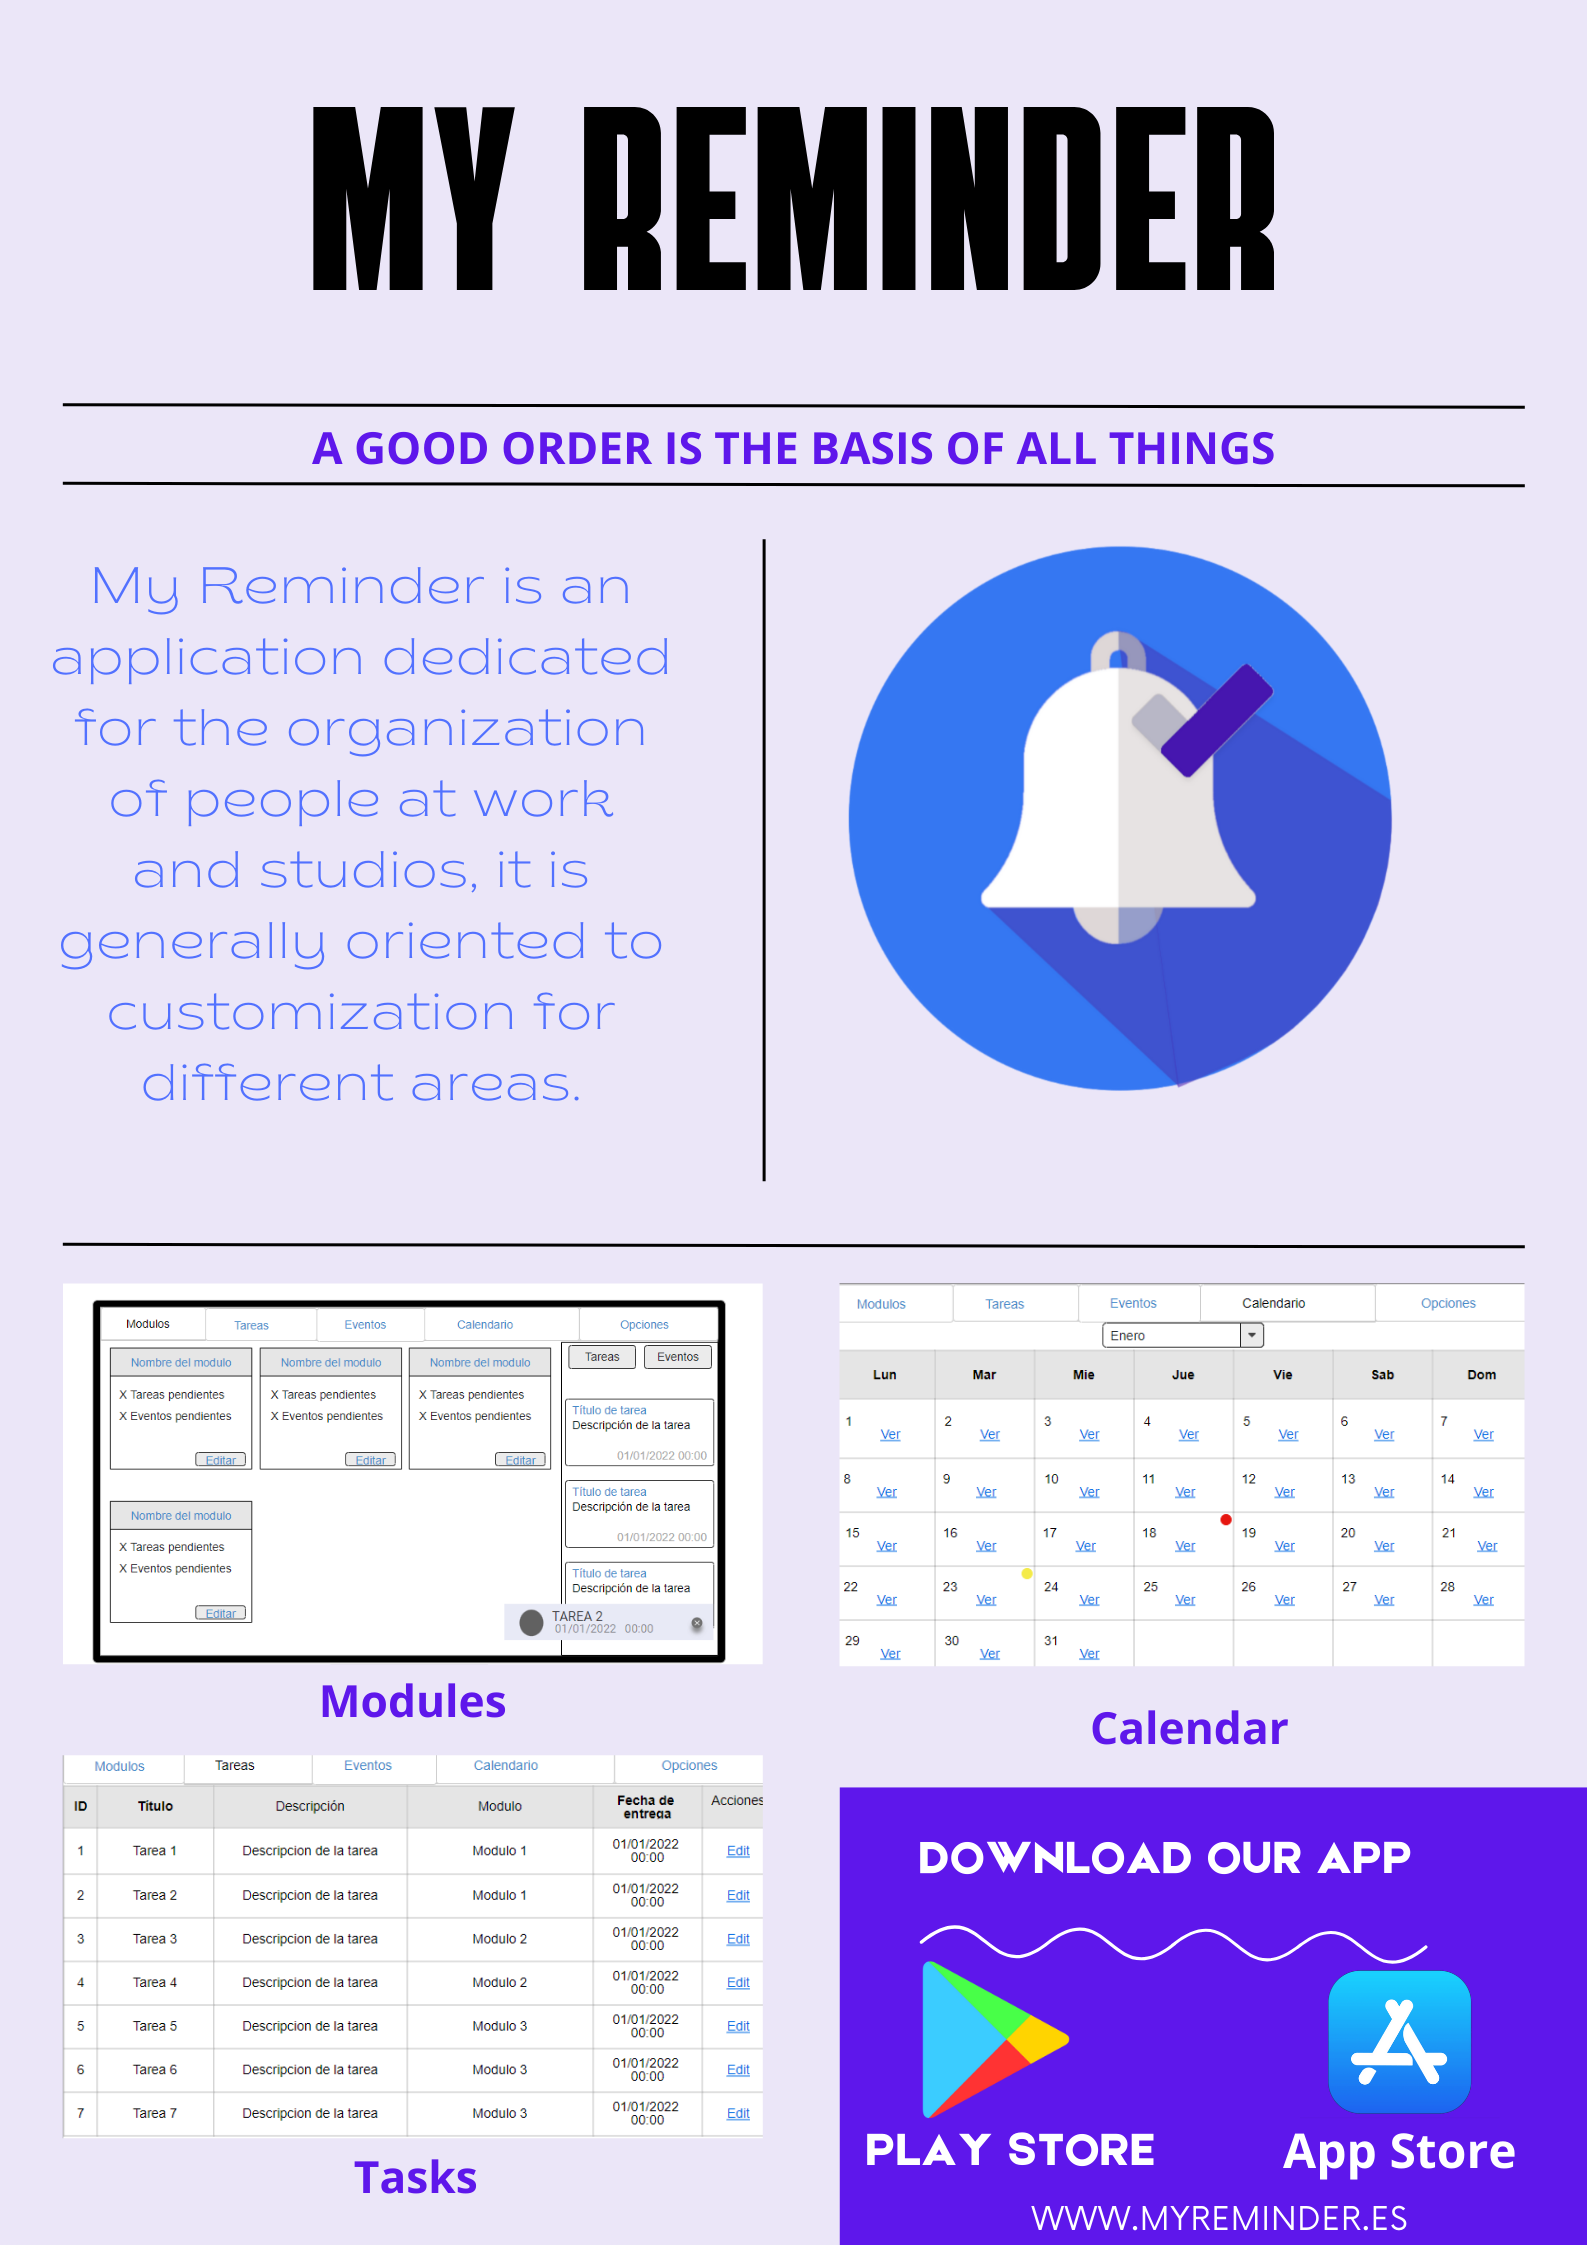 MY REMINDER
A GOOD ORDER IS THE BASIS OF ALL THINGS
My Reminder is an
application dedicated
for the organization
of people at work
and studios, it is
generally oriented to
customization for
different areas.
Modulos Tareas Eventos Calendario Opciones
Nombre del modulo Nombre del modulo Nombre del modulo
X Tareas pendientes X Tareas pendientes X Tareas pendientes
X Eventos pendientes X Eventos pendientes X Eventos pendientes
Editar Editar Editar
Nombre del modulo
X Tareas pendientes
X Eventos pendientes
Editar
Tareas Eventos
Título de tarea
Descripción de la tarea
01/01/2022 00:00
Título de tarea
Descripción de la tarea
01/01/2022 00:00
Título de tarea
Descripción de la tarea
TAREA 2
01/01/2022 00:00
Modules
Modulos Tareas Eventos Calendario Opciones
Enero
Lun Mar Mie Jue Vie Sab Dom
1 2 3 4 5 6 7
Ver Ver Ver Ver Ver Ver Ver
8 9 10 11 12 13 14
Ver Ver Ver Ver Ver Ver Ver
15 16 17 18 19 20 21
Ver Ver Ver Ver Ver Ver Ver
22 23 24 25 26 27 28
Ver Ver Ver Ver Ver Ver Ver
29 30 31
Ver Ver Ver
Calendar
Modulos Tareas Eventos Calendario Opciones
ID Título Descripción Modulo Fecha de entrega Acciones
1 Tarea 1 Descripcion de la tarea Modulo 1 01/01/2022 00:00 Edit
2 Tarea 2 Descripcion de la tarea Modulo 1 01/01/2022 00:00 Edit
3 Tarea 3 Descripcion de la tarea Modulo 2 01/01/2022 00:00 Edit
4 Tarea 4 Descripcion de la tarea Modulo 2 01/01/2022 00:00 Edit
5 Tarea 5 Descripcion de la tarea Modulo 3 01/01/2022 00:00 Edit
6 Tarea 6 Descripcion de la tarea Modulo 3 01/01/2022 00:00 Edit
7 Tarea 7 Descripcion de la tarea Modulo 3 01/01/2022 00:00 Edit
Tasks
DOWNLOAD OUR APP
PLAY STORE App Store
WWW.MYREMINDER.ES